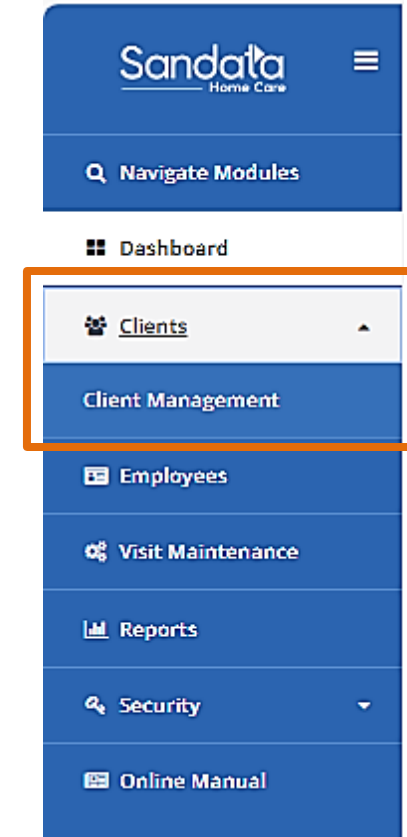 Sandata
Home Care
Navigate Modules
Dashboard
Clients
Client Management
Employees
Visit Maintenance
Reports
Security
Online Manual